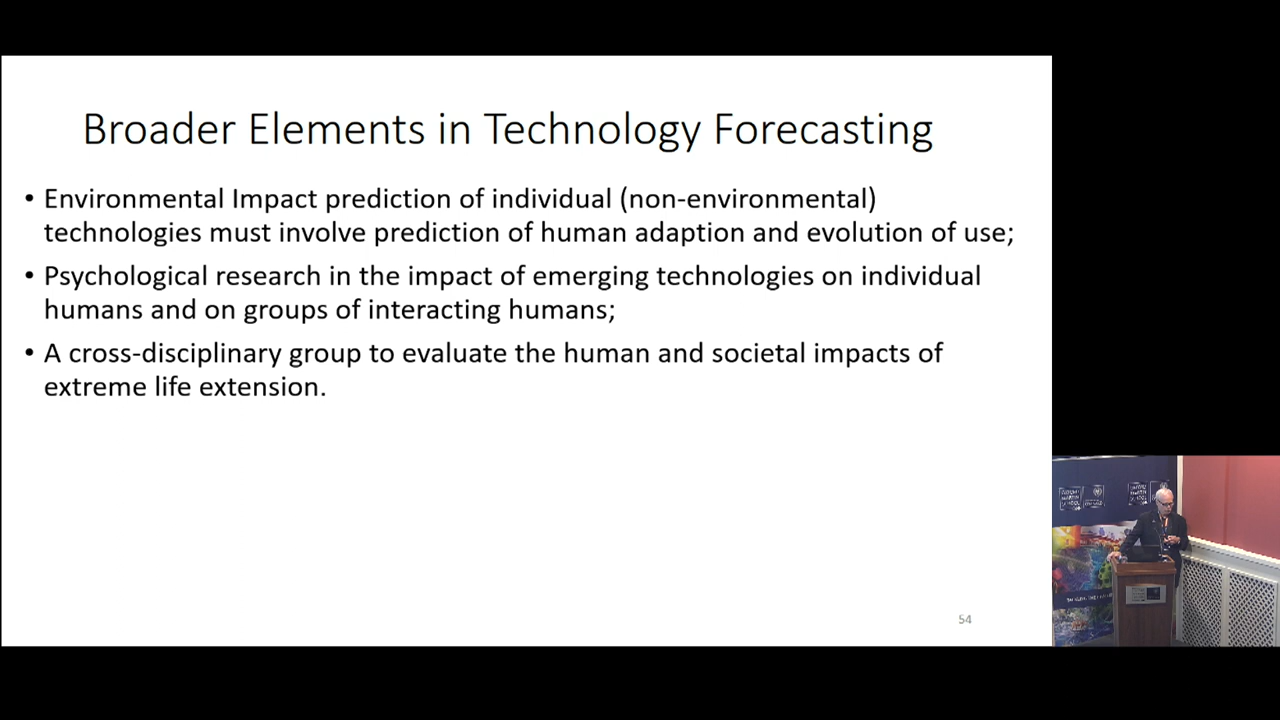 Broader Elements in Technology Forecasting
• Environmental Impact prediction of individual (non-environmental)
technologies must involve prediction of human adaption and evolution of use;
• Psychological research in the impact of emerging technologies on individual
humans and on groups of interacting humans;
• A cross-disciplinary group to evaluate the human and societal impacts of
extreme life extension.
54